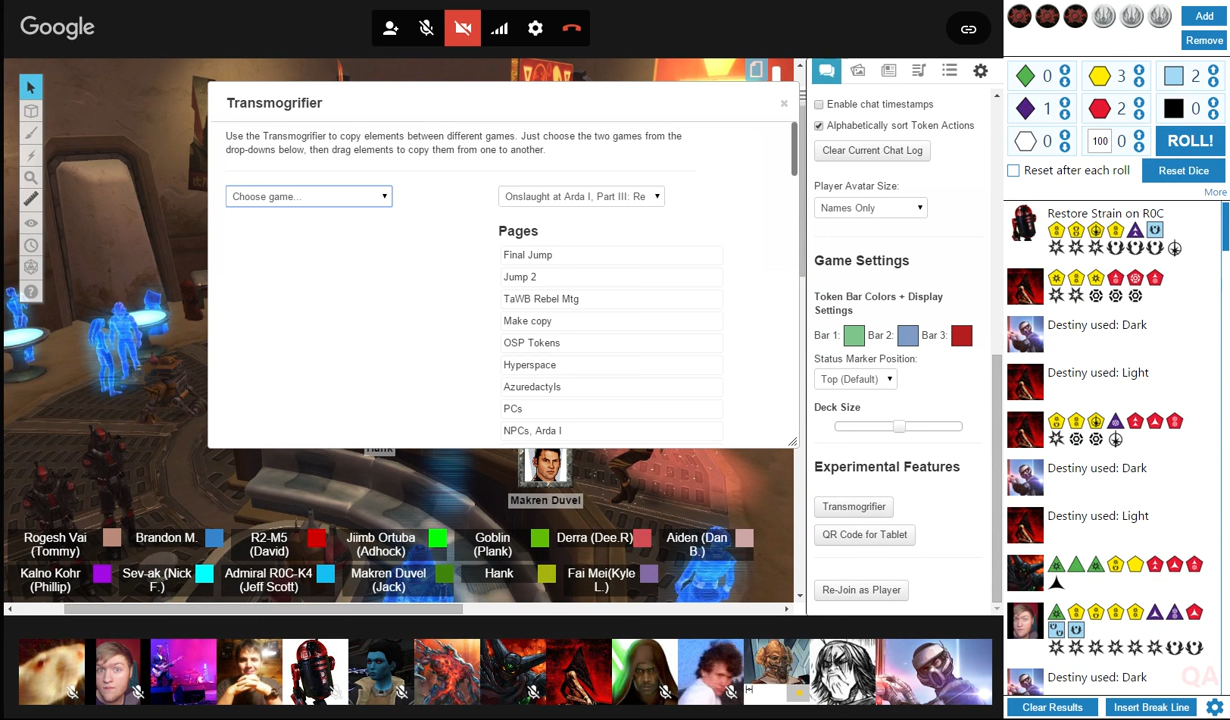 Google
Transmogrifier
×
Use the Transmogrifier to copy elements between different games. Just choose the two games from the
drop-downs below, then drag elements to copy them from one to another.
Choose game...
Onslaught at Arda I, Part III: Re
Pages
Final Jump
Jump 2
TaWB Rebel Mtg
Make copy
OSP Tokens
Hyperspace
Azuredactyls
PCs
NPCs, Arda I
Hank
Makren Duvel
Rogesh Vai
(Tommy)
Brandon M.
R2-M5
(David)
Jiimb Ortuba
(Adhock)
Goblin
(Plank)
Derra (Dee.R)
Aiden (Dan
B.)
Kalno Kohr
(Phillip)
Sev-ak (Nick
F.)
Admiral R0C-K4
(Jeff Scott)
Makren Duvel
(Jack)
Hank
Fai Mei(Kyle
L.)
Enable chat timestamps
Alphabetically sort Token Actions
Clear Current Chat Log
Player Avatar Size:
Names Only
Game Settings
Token Bar Colors + Display
Settings
Bar 1:
Bar 2:
Bar 3:
Status Marker Position:
Top (Default)
Deck Size
Experimental Features
Transmogrifier
QR Code for Tablet
Re-Join as Player
Add
Remove
0
3
2
1
2
0
0
100
0
ROLL!
Reset after each roll
Reset Dice
More
Restore Strain on R0C
Destiny used: Dark
Destiny used: Light
Destiny used: Dark
Destiny used: Light
Destiny used: Dark
QA
Clear Results
Insert Break Line